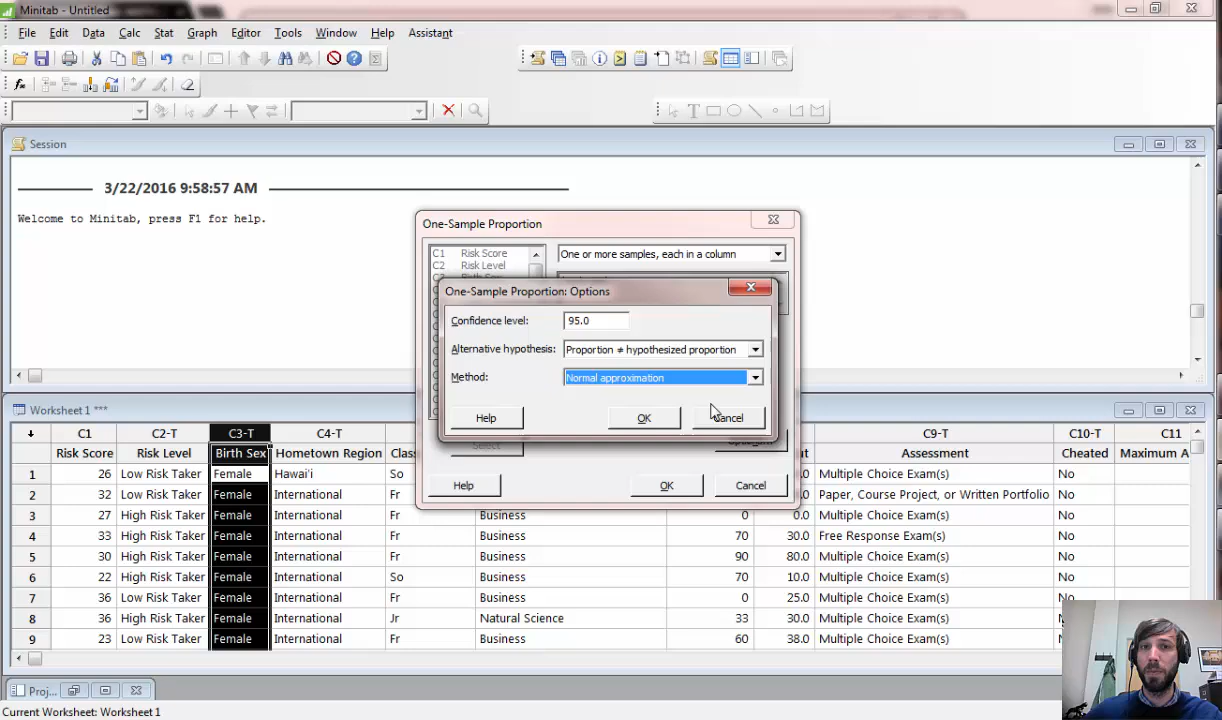 Minitab - Untitled
File Edit Data Calc Stat Graph Editor Tools Window Help Assistant
Session
3/22/2016 9:58:57 AM
Welcome to Minitab, press F1 for help.
One-Sample Proportion
C1 Risk Score
C2 Risk Level
One or more samples, each in a column
One-Sample Proportion: Options
Confidence level: 95.0
Alternative hypothesis: Proportion ≠ hypothesized proportion
Method: Normal approximation
Help OK Cancel
Select
Help OK Cancel
Worksheet 1 ***
C1 C2-T C3-T C4-T C9-T C10-T C11
Risk Score Risk Level Birth Sex Hometown Region Clas ut Assessment Cheated Maximum A
1 26 Low Risk Taker Female Hawai'i So Multiple Choice Exam(s) No
2 32 Low Risk Taker Female International Fr Paper, Course Project, or Written Portfolio No
3 27 High Risk Taker Female International Fr Business 0 0.0 Multiple Choice Exam(s) No
4 33 High Risk Taker Female International Fr Business 70 30.0 Free Response Exam(s) No
5 30 High Risk Taker Female International Fr Business 90 80.0 Multiple Choice Exam(s) No
6 22 High Risk Taker Female International So Business 70 10.0 Multiple Choice Exam(s) No
7 36 Low Risk Taker Female International Fr Business 0 25.0 Multiple Choice Exam(s) No
8 36 High Risk Taker Female International Jr Natural Science 33 30.0 Multiple Choice Exam(s)
9 23 Low Risk Taker Female International Fr Business 60 38.0 Multiple Choice Exam(s)
Proj...
Current Worksheet: Worksheet 1